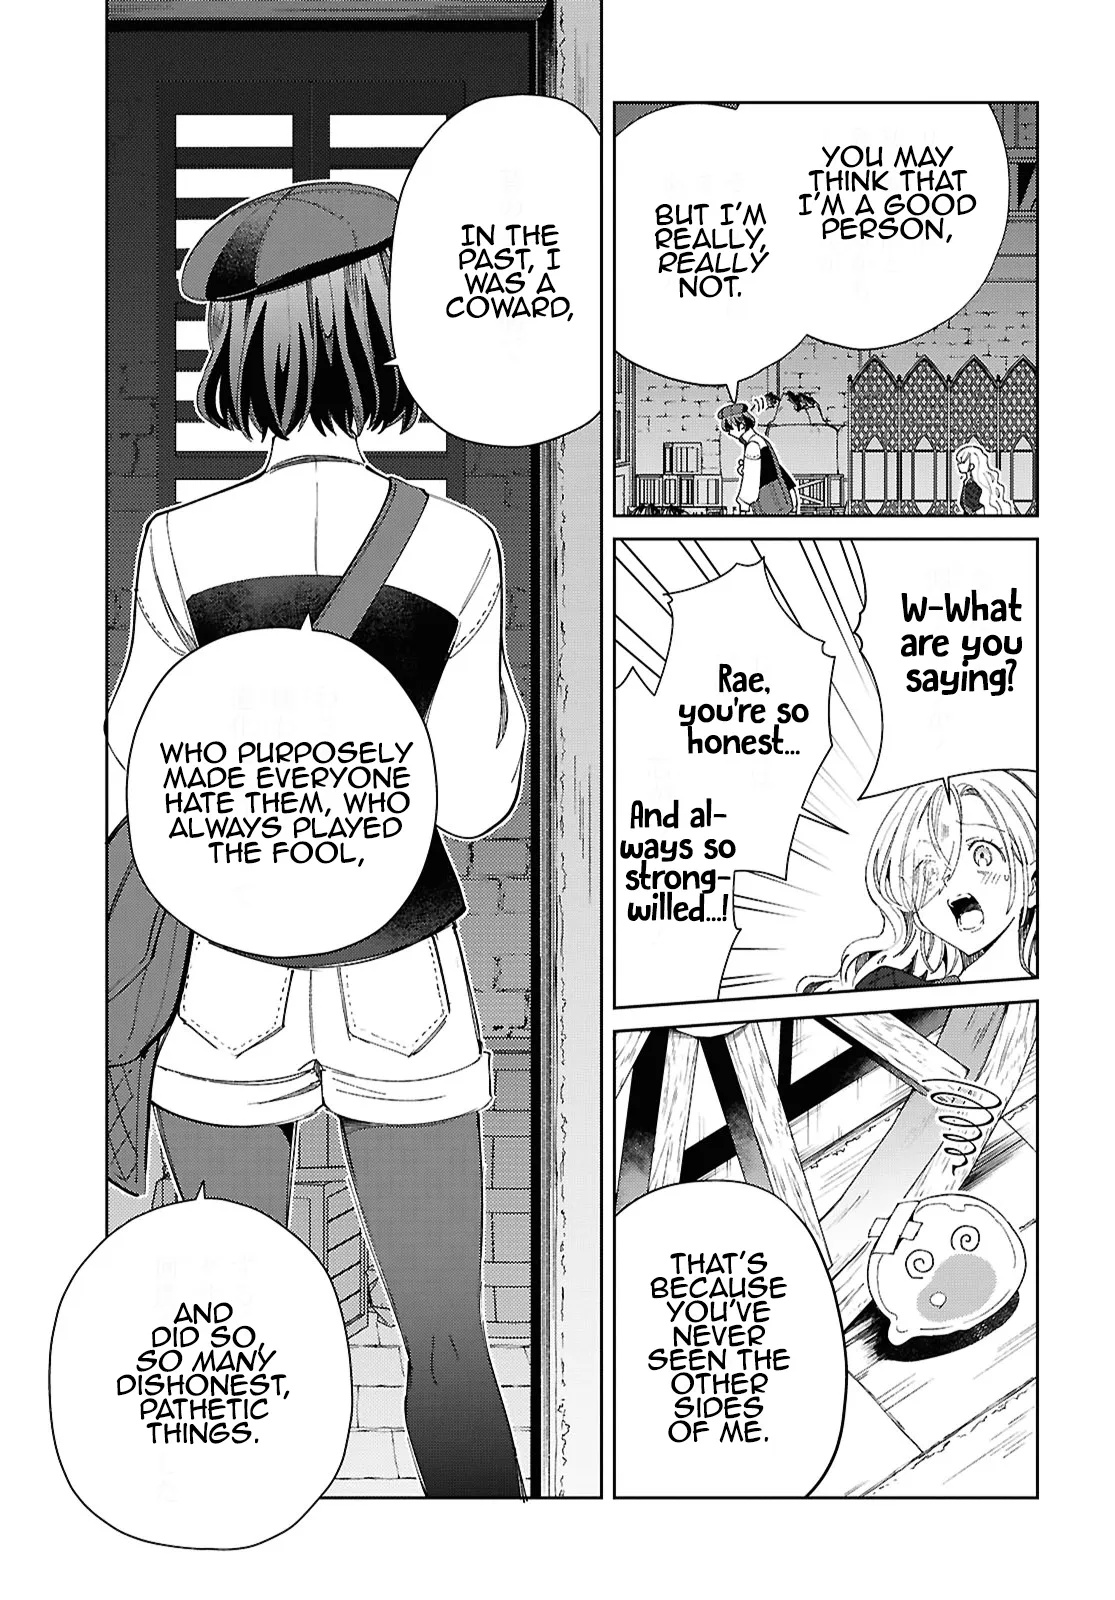 YOU MAY
THINK THAT
I'M A GOOD
PERSON,
BUT I'M
REALLY,
REALLY
NOT.
W-What
are you
saying?
Rae,
you're so
honest...
And al-
ways so
strong-
willed...!
THAT'S
BECAUSE
YOU'VE
NEVER
SEEN THE
OTHER
SIDES
OF ME.
IN THE
PAST, I
WAS A
COWARD,
WHO PURPOSELY
MADE EVERYONE
HATE THEM, WHO
ALWAYS PLAYED
THE FOOL,
AND
DID SO,
SO MANY
DISHONEST,
PATHETIC
THINGS.